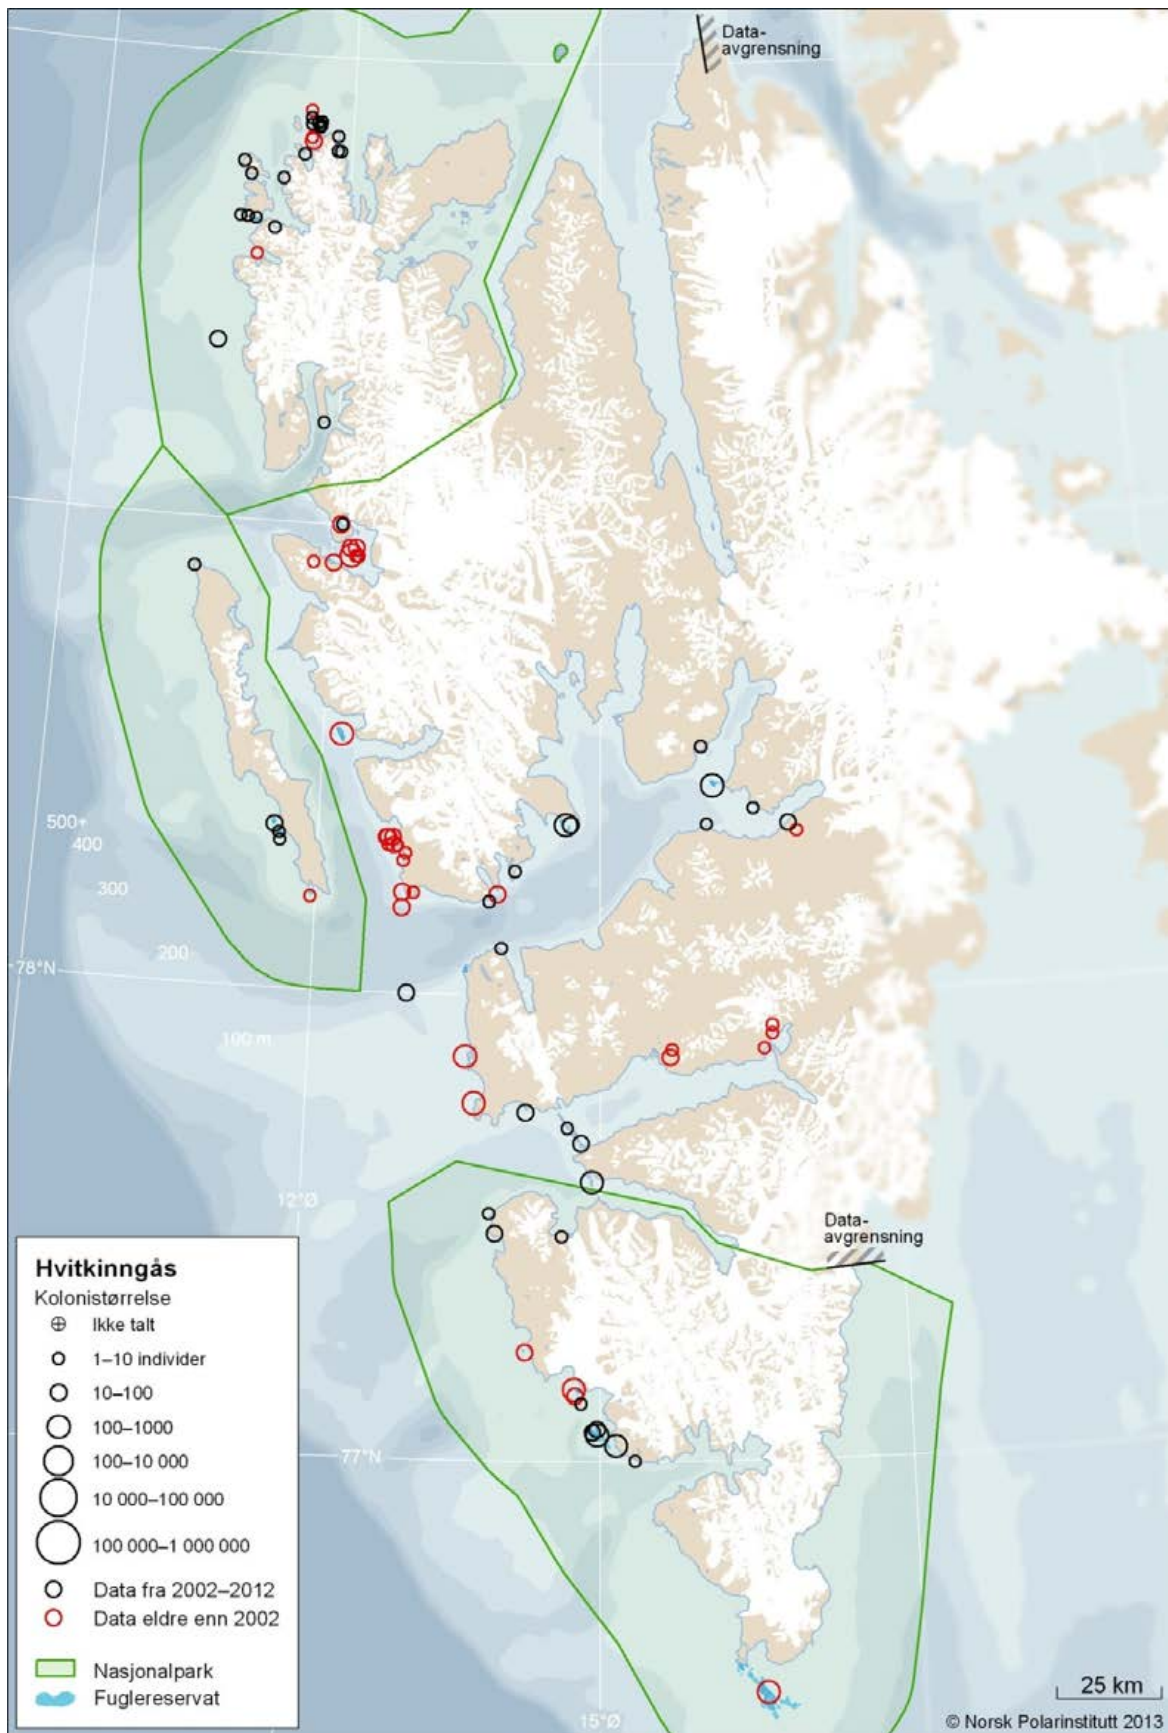 Data-
avgrensning
500+
400
300
200
78°N
100 m
12°Ø
Data-
avgrensning
Hvitkinngås
Kolonistørrelse
Ikke talt
1–10 individer
10–100
100–1000
100–10 000
10 000–100 000
100 000–1 000 000
Data fra 2002–2012
Data eldre enn 2002
Nasjonalpark
Fuglereservat
77°N
15°Ø
25 km
© Norsk Polarinstitutt 2013